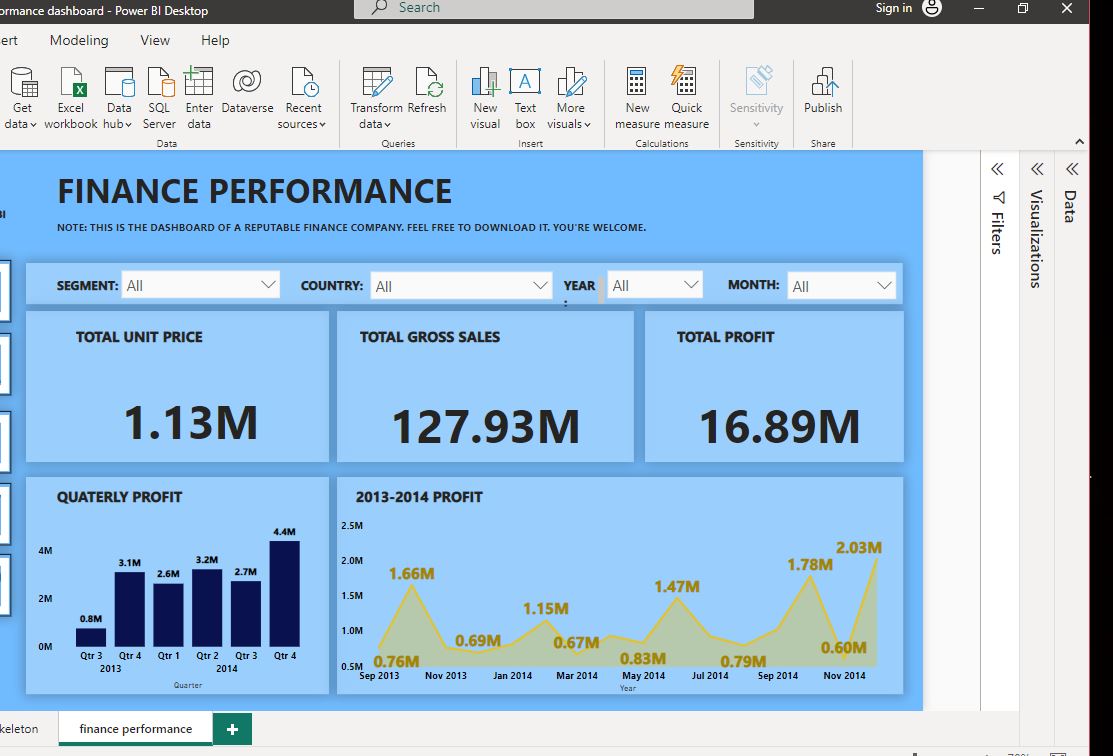 ormance dashboard - Power BI Desktop
Search
Sign in
ert Modeling View Help
Get data
Excel workbook
Data hub
SQL Server
Enter data
Dataverse
Recent sources
Transform data
Refresh
New visual
Text box
More visuals
New measure
Quick measure
Sensitivity
Publish
Data
Queries
Insert
Calculations
Sensitivity
Share
FINANCE PERFORMANCE
BI
NOTE: THIS IS THE DASHBOARD OF A REPUTABLE FINANCE COMPANY. FEEL FREE TO DOWNLOAD IT. YOU'RE WELCOME.
SEGMENT: All COUNTRY: All YEAR : All MONTH: All
TOTAL UNIT PRICE
1.13M
TOTAL GROSS SALES
127.93M
TOTAL PROFIT
16.89M
QUATERLY PROFIT
4M
2M
0M
0.8M
3.1M
2.6M
3.2M
2.7M
4.4M
Qtr 3 Qtr 4 Qtr 1 Qtr 2 Qtr 3 Qtr 4
2013 2014
Quarter
2013-2014 PROFIT
2.5M
2.0M
1.5M
1.0M
0.5M
0.76M
1.66M
0.69M
1.15M
0.67M
0.83M
1.47M
0.79M
1.78M
0.60M
2.03M
Sep 2013 Nov 2013 Jan 2014 Mar 2014 May 2014 Jul 2014 Sep 2014 Nov 2014
Year
Filters
Visualizations
Data
keleton
finance performance